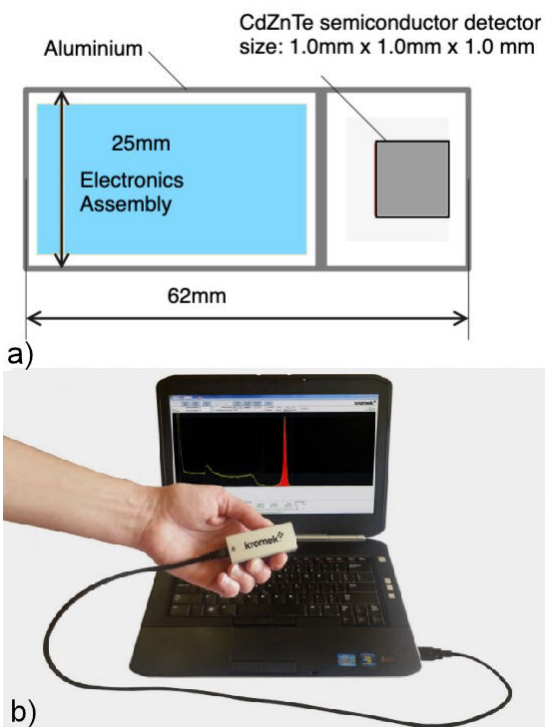 CdZnTe semiconductor detector
size: 1.0mm x 1.0mm x 1.0 mm
Aluminium
25mm
Electronics
Assembly
62mm
a)
kromek
kromek
b)